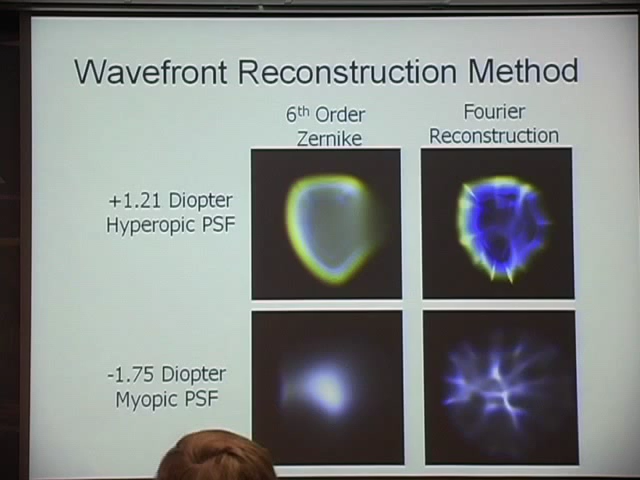 Wavefront Reconstruction Method
6th Order
Zernike
Fourier
Reconstruction
+1.21 Diopter
Hyperopic PSF
-1.75 Diopter
Myopic PSF